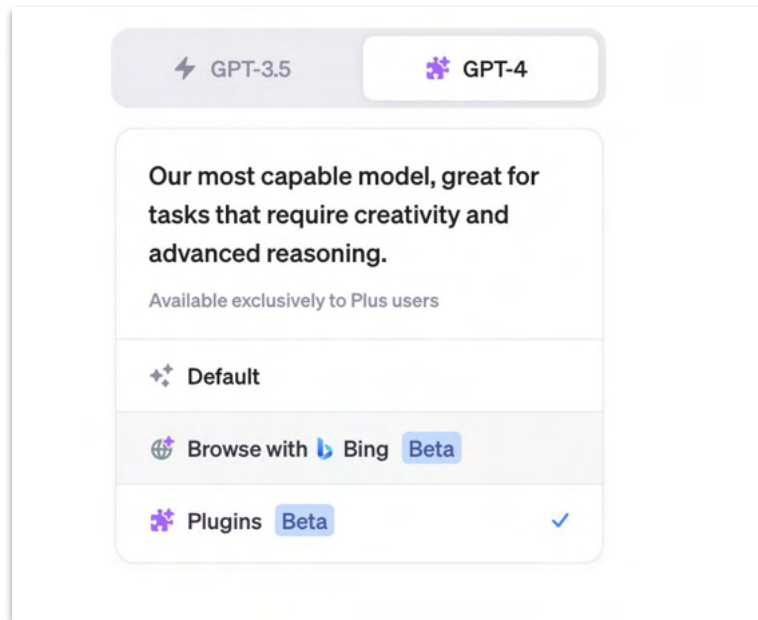 GPT-3.5
GPT-4
Our most capable model, great for
tasks that require creativity and
advanced reasoning.
Available exclusively to Plus users
Default
Browse with Bing Beta
Plugins Beta